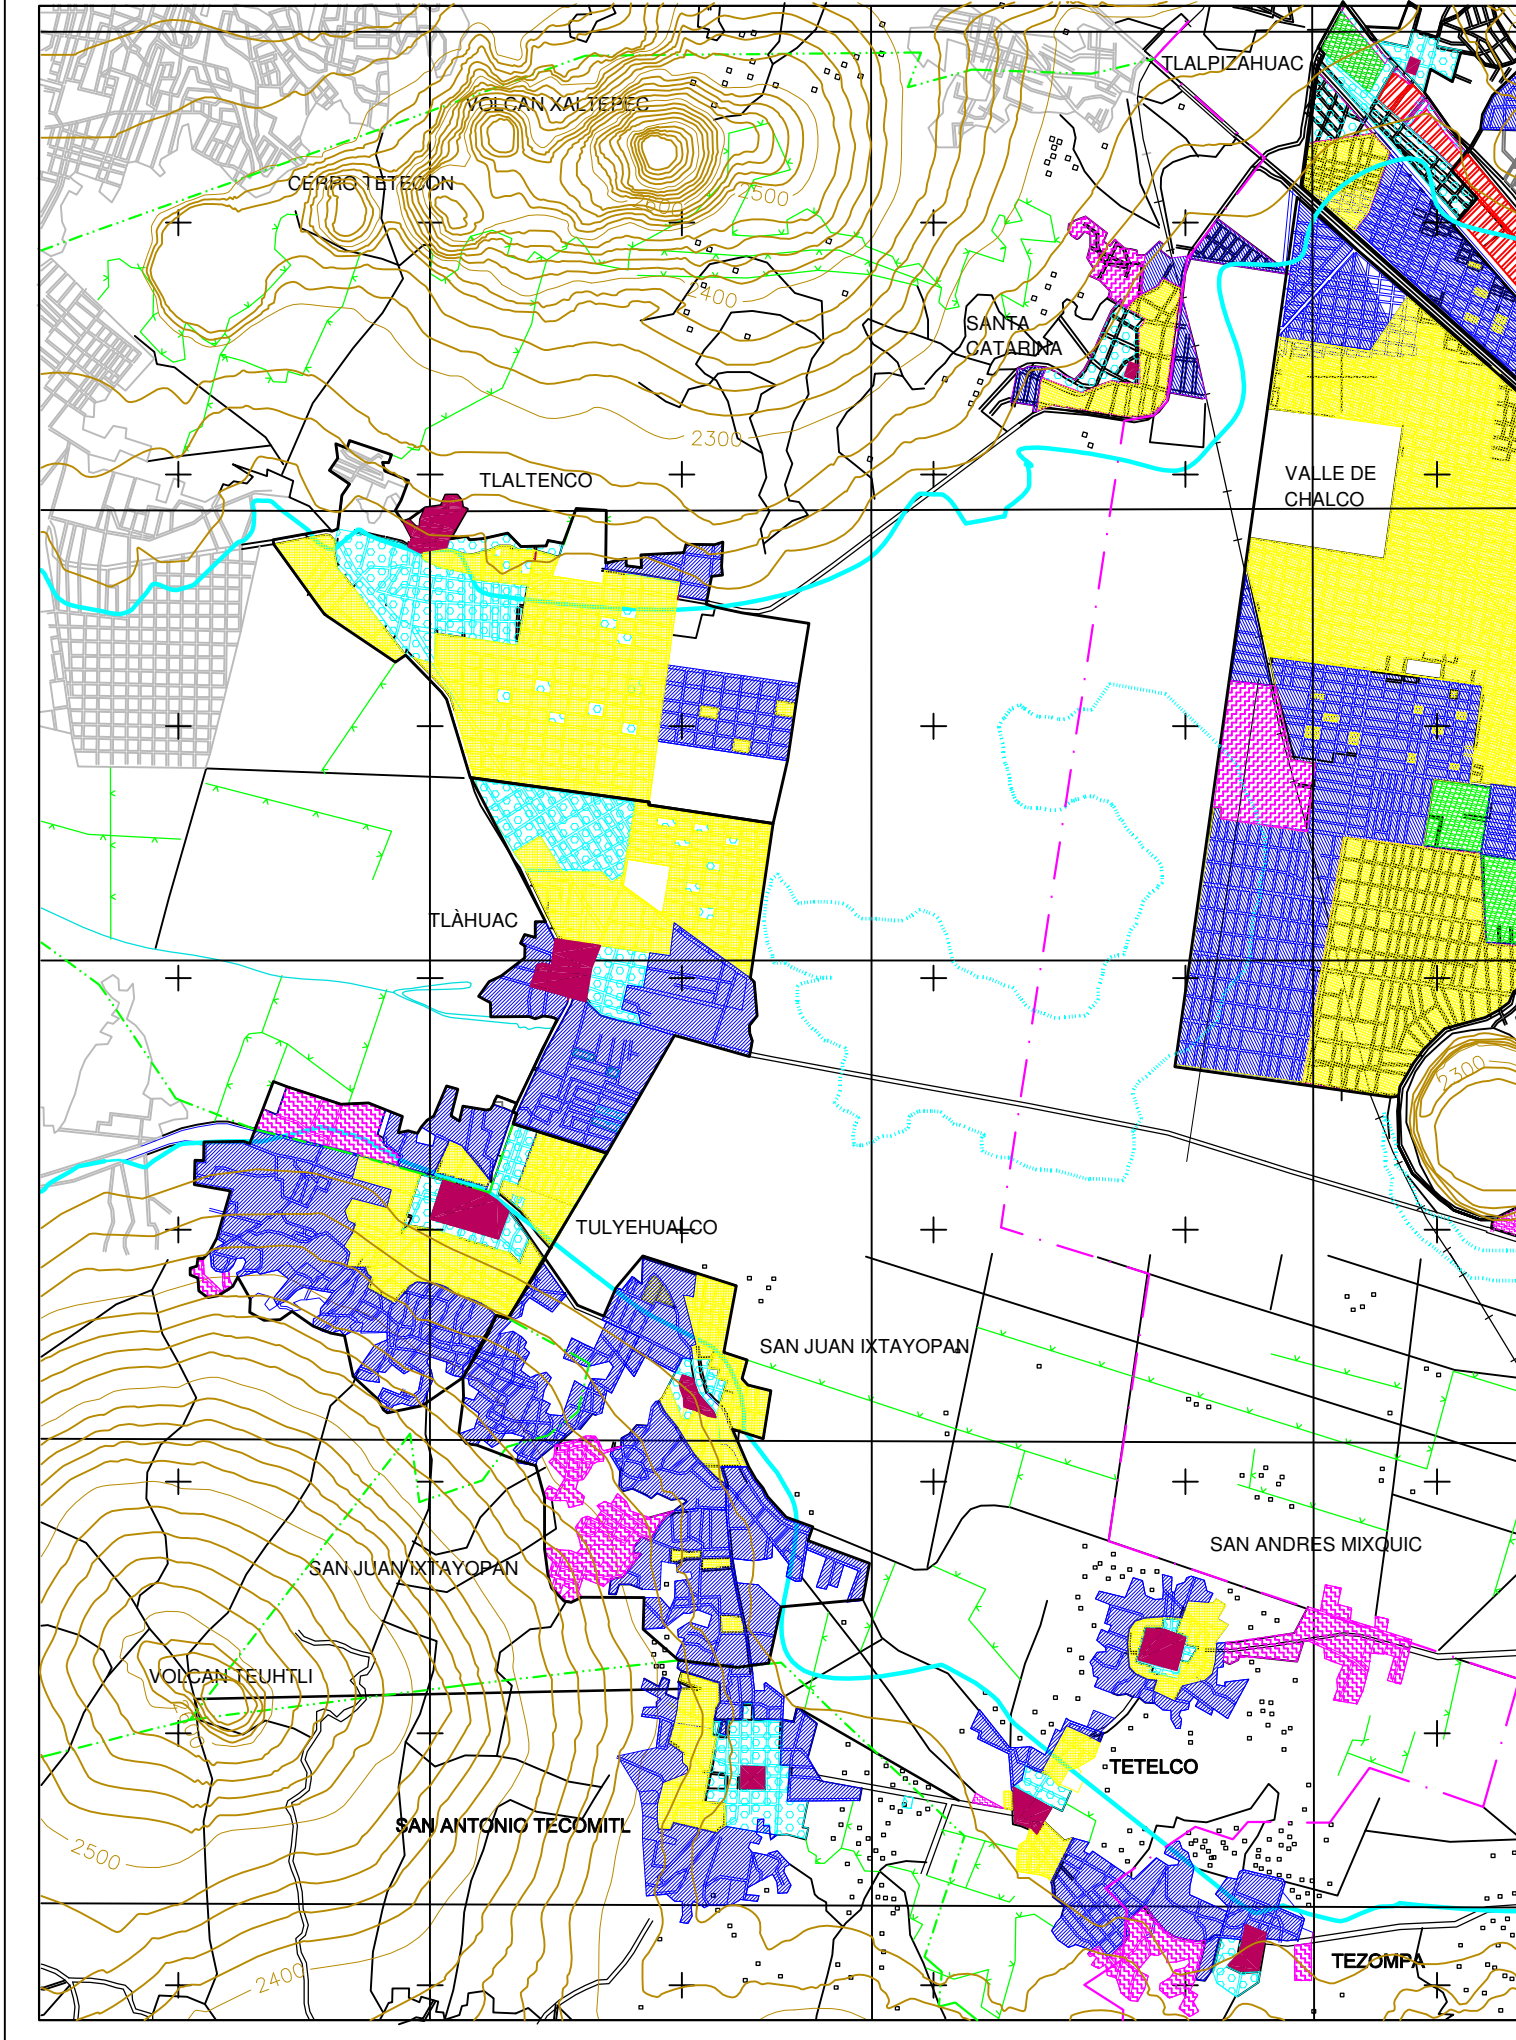 TLALPIZAHUAC
VOLCAN XALTEPEC
CERRO TETECON
2500
2600
2400
SANTA
CATARINA
2300
TLALTENCO
VALLE DE
CHALCO
TLÀHUAC
2300
TULYEHUALCO
SAN JUAN IXTAYOPAN
SAN ANDRES MIXQUIC
SAN JUAN IXTAYOPAN
VOLCAN TEUHTLI
TETELCO
SAN ANTONIO TECOMITL
2500
TEZOMPA
2400